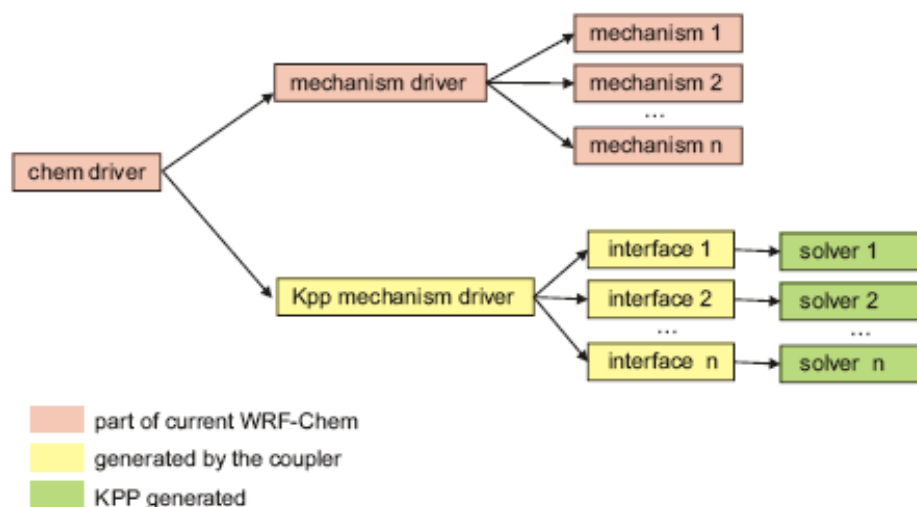 mechanism 1
mechanism driver
mechanism 2
...
mechanism n
chem driver
interface 1
solver 1
Kpp mechanism driver
interface 2
solver 2
...
...
interface n
solver n
part of current WRF-Chem
generated by the coupler
KPP generated